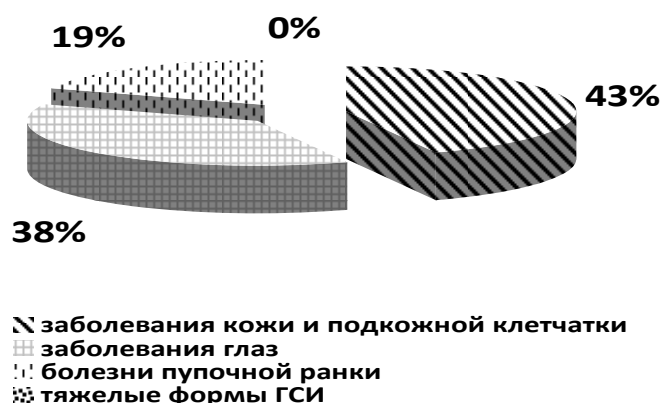 19% 0%
43%
38%
заболевания кожи и подкожной клетчатки
заболевания глаз
болезни пупочной ранки
тяжелые формы ГСИ